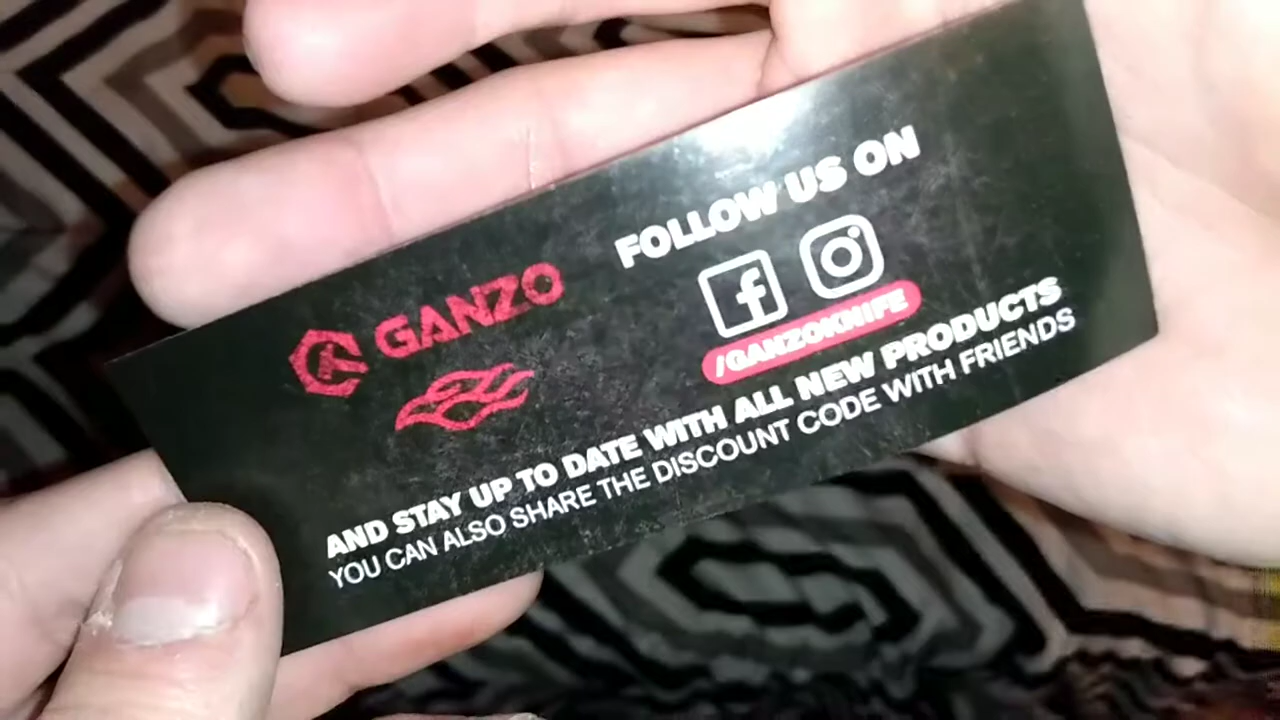 GANZO
FOLLOW US ON
/GANZOKNIFE
AND STAY UP TO DATE WITH ALL NEW PRODUCTS
YOU CAN ALSO SHARE THE DISCOUNT CODE WITH FRIENDS